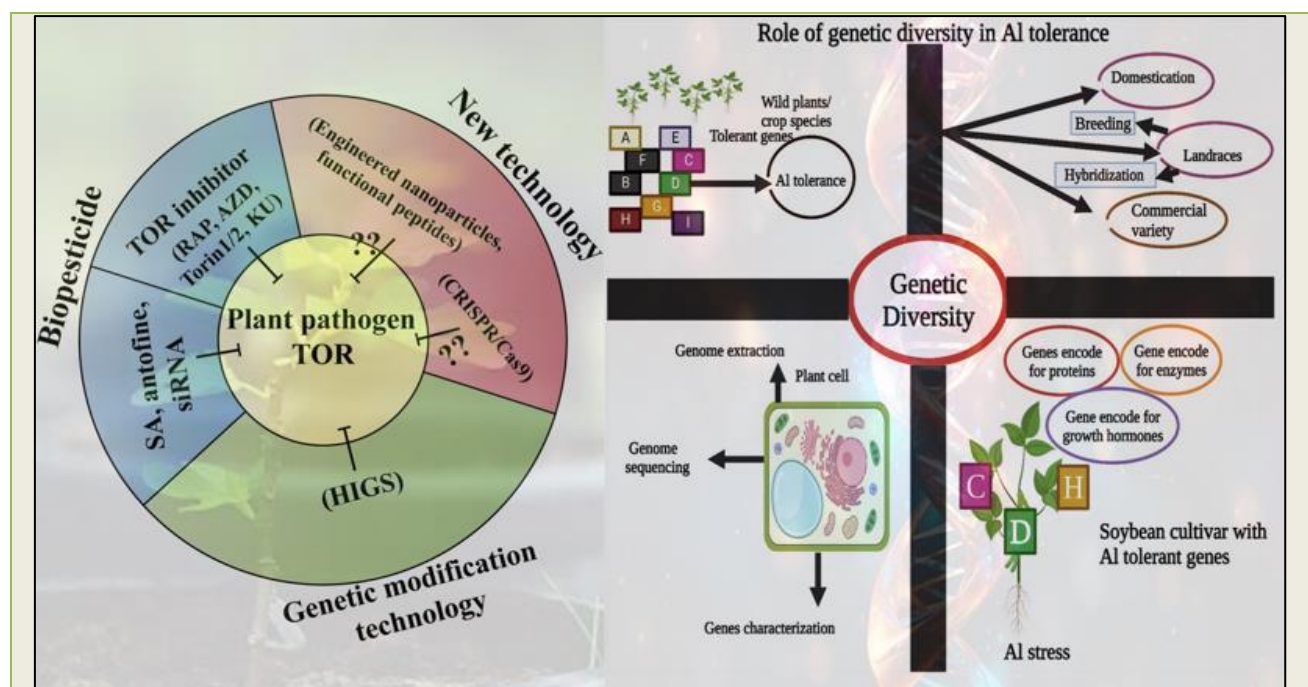 Biopesticide
New technology
Genetic modification
technology
TOR inhibitor
(RAP, AZD,
Torin1/2, KU)
(Engineered nanoparticles,
functional peptides)
??
(CRISPR/Cas9)
??
SA, antofine,
siRNA
Plant pathogen
TOR
(HIGS)
Role of genetic diversity in Al tolerance
Wild plants/
crop species
Tolerant genes
A
E
F
C
B
D
G
H
I
Al tolerance
Domestication
Breeding
Landraces
Hybridization
Commercial
variety
Genetic
Diversity
Genome extraction
Plant cell
Genome
sequencing
Genes characterization
Genes encode
for proteins
Gene encode
for enzymes
Gene encode for
growth hormones
C
D
H
Soybean cultivar with
Al tolerant genes
Al stress